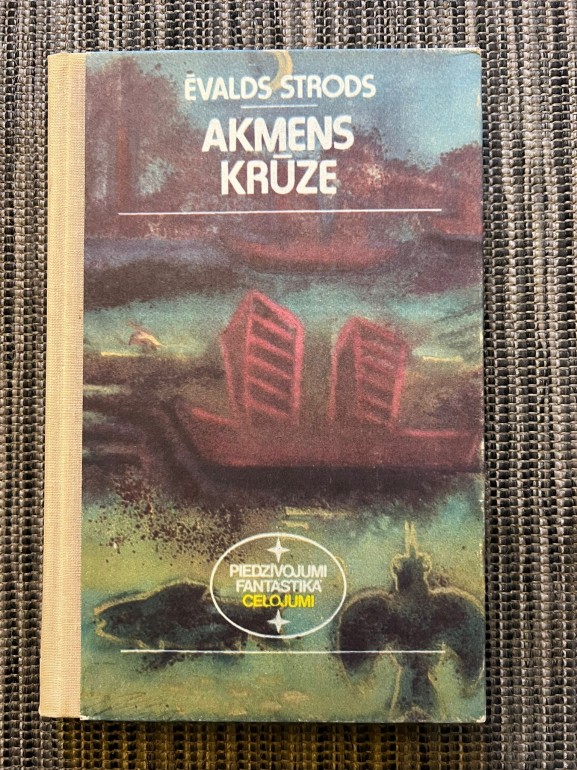 ĒVALDS STRODS
AKMENS
KRŪZE
PIEDZĪVOJUMI
FANTASTIKA
CEĻOJUMI